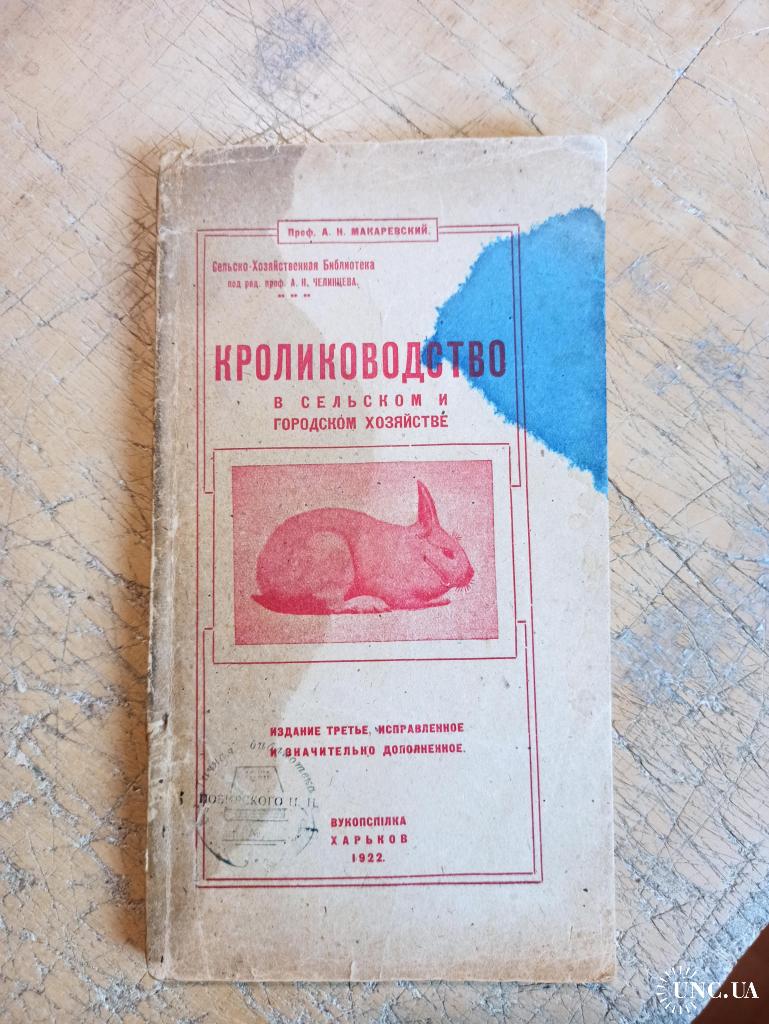 Проф. А. Н. МАКАРЕВСКИЙ.
Сельско-Хозяйственная Библиотека
под ред. проф. А. Н. ЧЕЛИНЦЕВА.
КРОЛИКОВОДСТВО
В СЕЛЬСКОМ И
ГОРОДСКОМ ХОЗЯЙСТВЕ
ИЗДАНИЕ ТРЕТЬЕ, ИСПРАВЛЕННОЕ
И ЗНАЧИТЕЛЬНО ДОПОЛНЕННОЕ.
библиотека
ВУКОПСПІЛКА
ХАРЬКОВ
1922.
UNC.UA